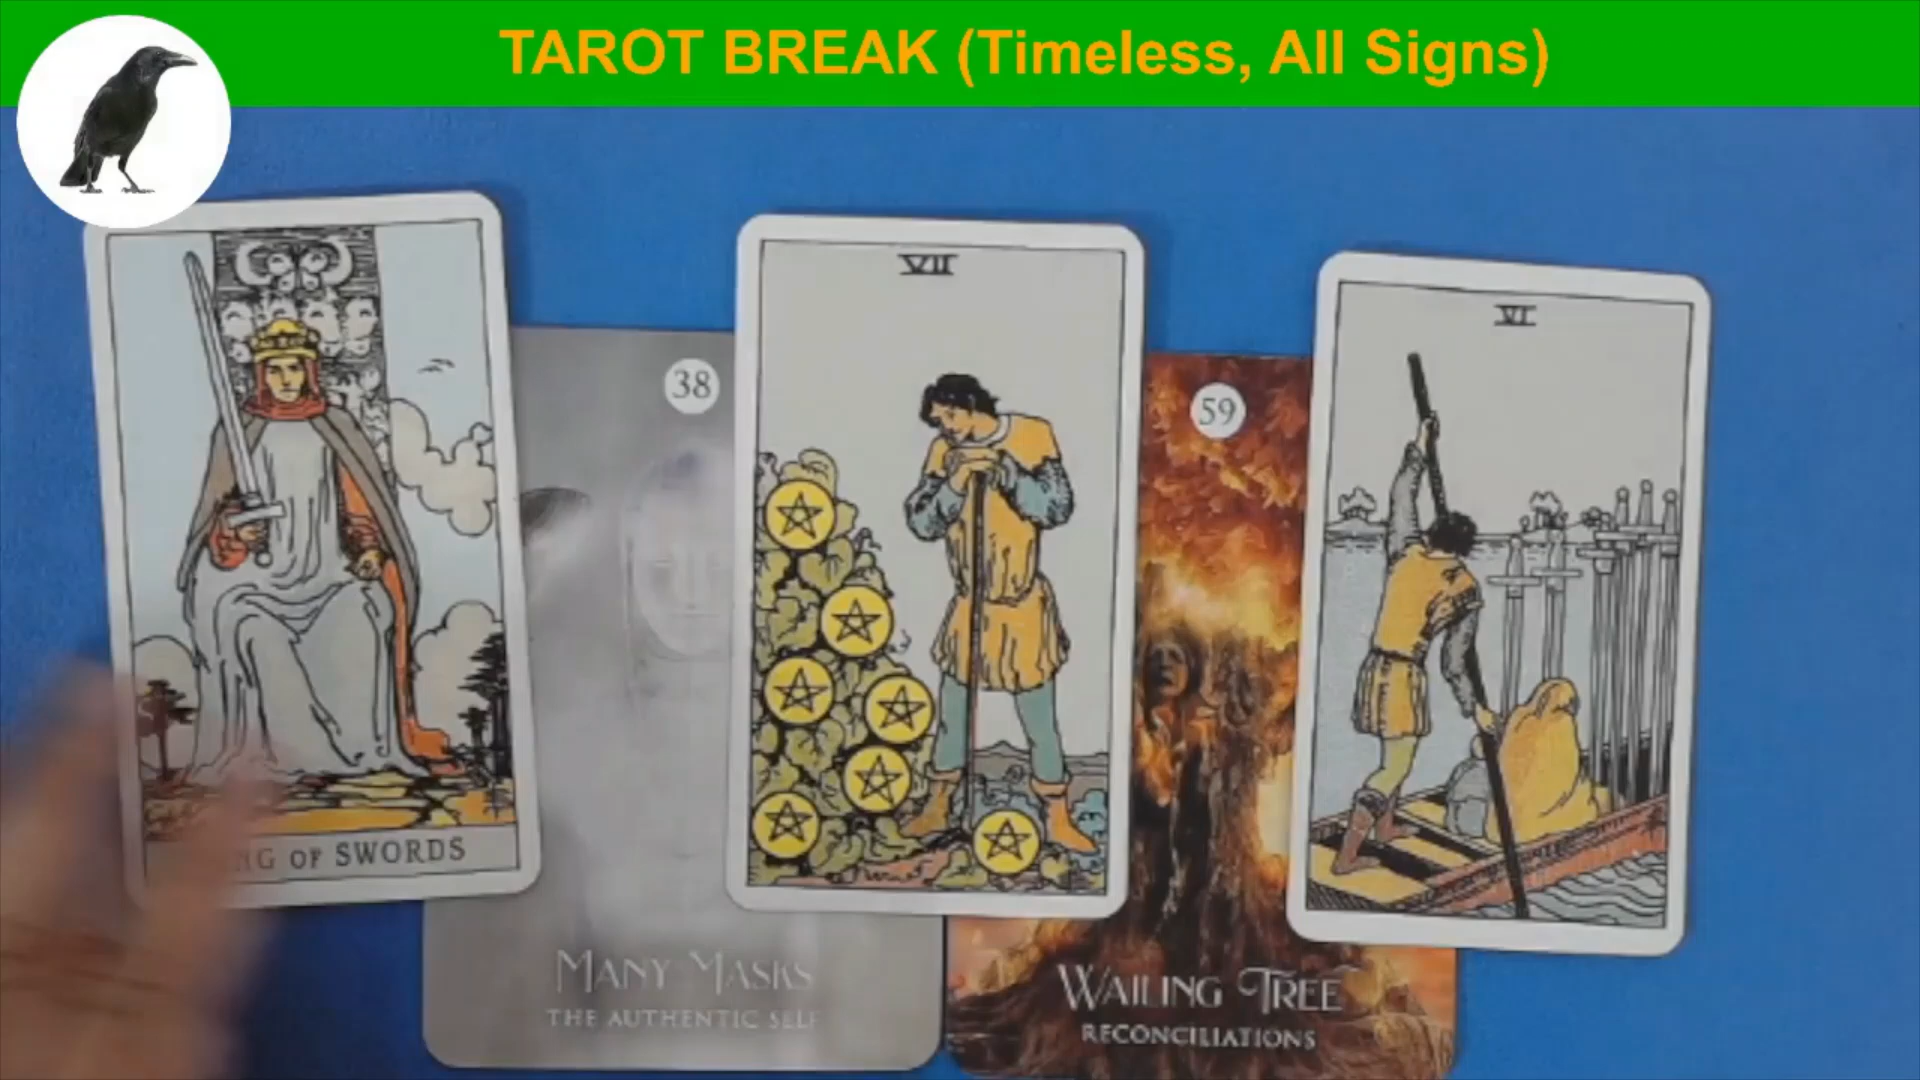 TAROT BREAK (Timeless, All Signs)
VII
VI
38
59
NG OF SWORDS
MANY MASKS
THE AUTHENTIC SELF
WAILING TREE
RECONCILIATIONS